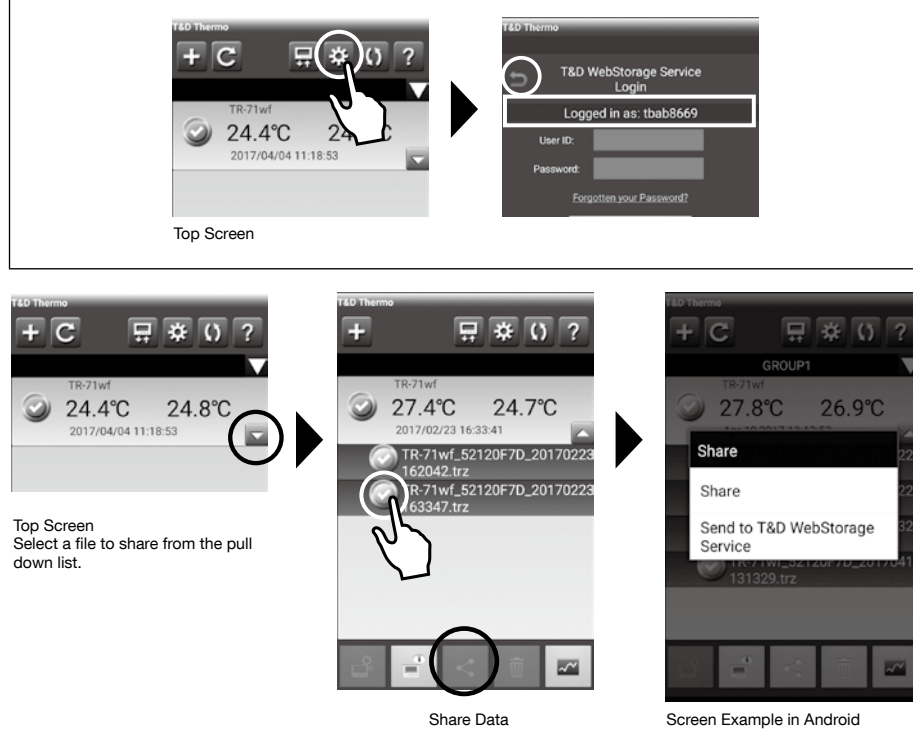 T&D Thermo
?
TR-71wf
24.4°C
2017/04/04 11:18:53
Top Screen
T&D Thermo
T&D WebStorage Service
Login
Logged in as: tbab8669
User ID:
Password:
Forgotten your Password?
T&D Thermo
?
TR-71wf
24.4°C 24.8°C
2017/04/04 11:18:53
Top Screen
Select a file to share from the pull
down list.
T&D Thermo
?
TR-71wf
27.4°C 24.7°C
2017/02/23 16:33:41
TR-71wf_52120F7D_20170223
162042.trz
TR-71wf_52120F7D_20170223
163347.trz
Share Data
T&D Thermo
?
GROUP1
TR-71wf
27.8°C 26.9°C
Share
Share
Send to T&D WebStorage
Service
TR-71wf_52120F7D_2017041
131329.trz
Screen Example in Android